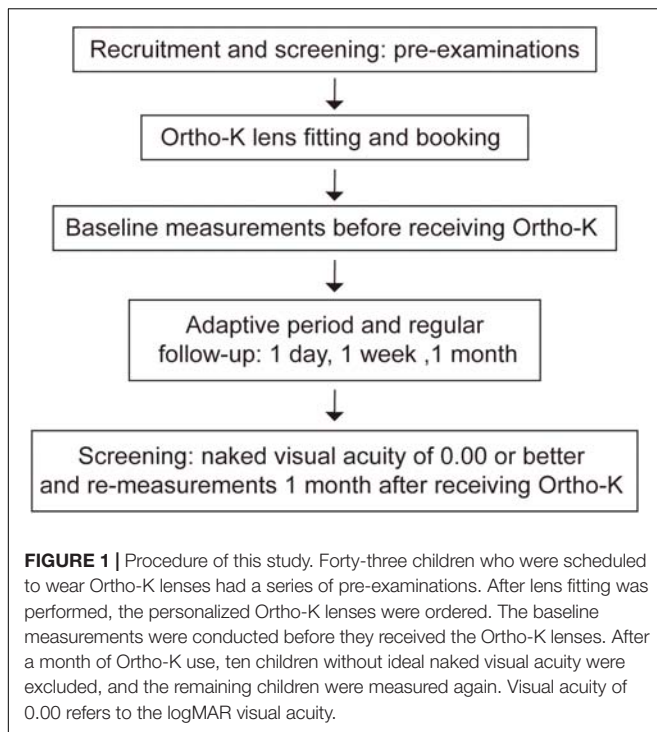 Recruitment and screening: pre-examinations
Ortho-K lens fitting and booking
Baseline measurements before receiving Ortho-K
Adaptive period and regular
follow-up: 1 day, 1 week ,1 month
Screening: naked visual acuity of 0.00 or better
and re-measurements 1 month after receiving Ortho-K
FIGURE 1 | Procedure of this study. Forty-three children who were scheduled
to wear Ortho-K lenses had a series of pre-examinations. After lens fitting was
performed, the personalized Ortho-K lenses were ordered. The baseline
measurements were conducted before they received the Ortho-K lenses. After
a month of Ortho-K use, ten children without ideal naked visual acuity were
excluded, and the remaining children were measured again. Visual acuity of
0.00 refers to the logMAR visual acuity.